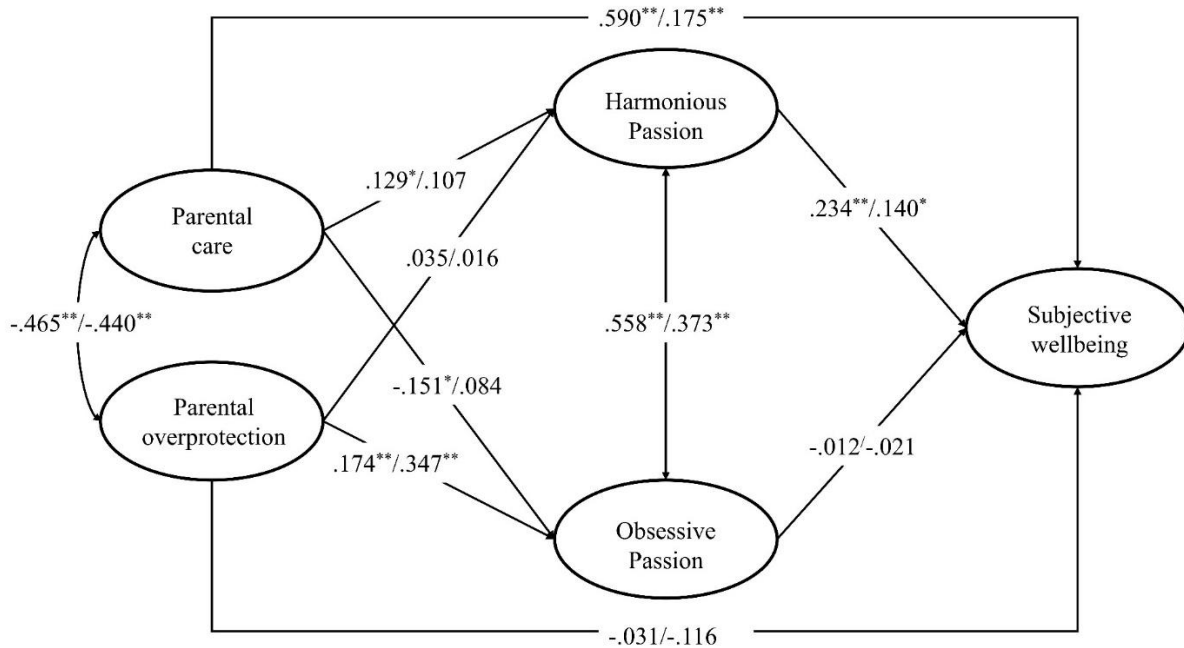 .590**/.175**
Harmonious
Passion
.129*/.107
.234**/.140*
Parental
care
.035/.016
-.465**/-.440**
.558**/.373**
Subjective
wellbeing
-.151*/.084
Parental
overprotection
.174**/.347**
-.012/-.021
Obsessive
Passion
-.031/-.116